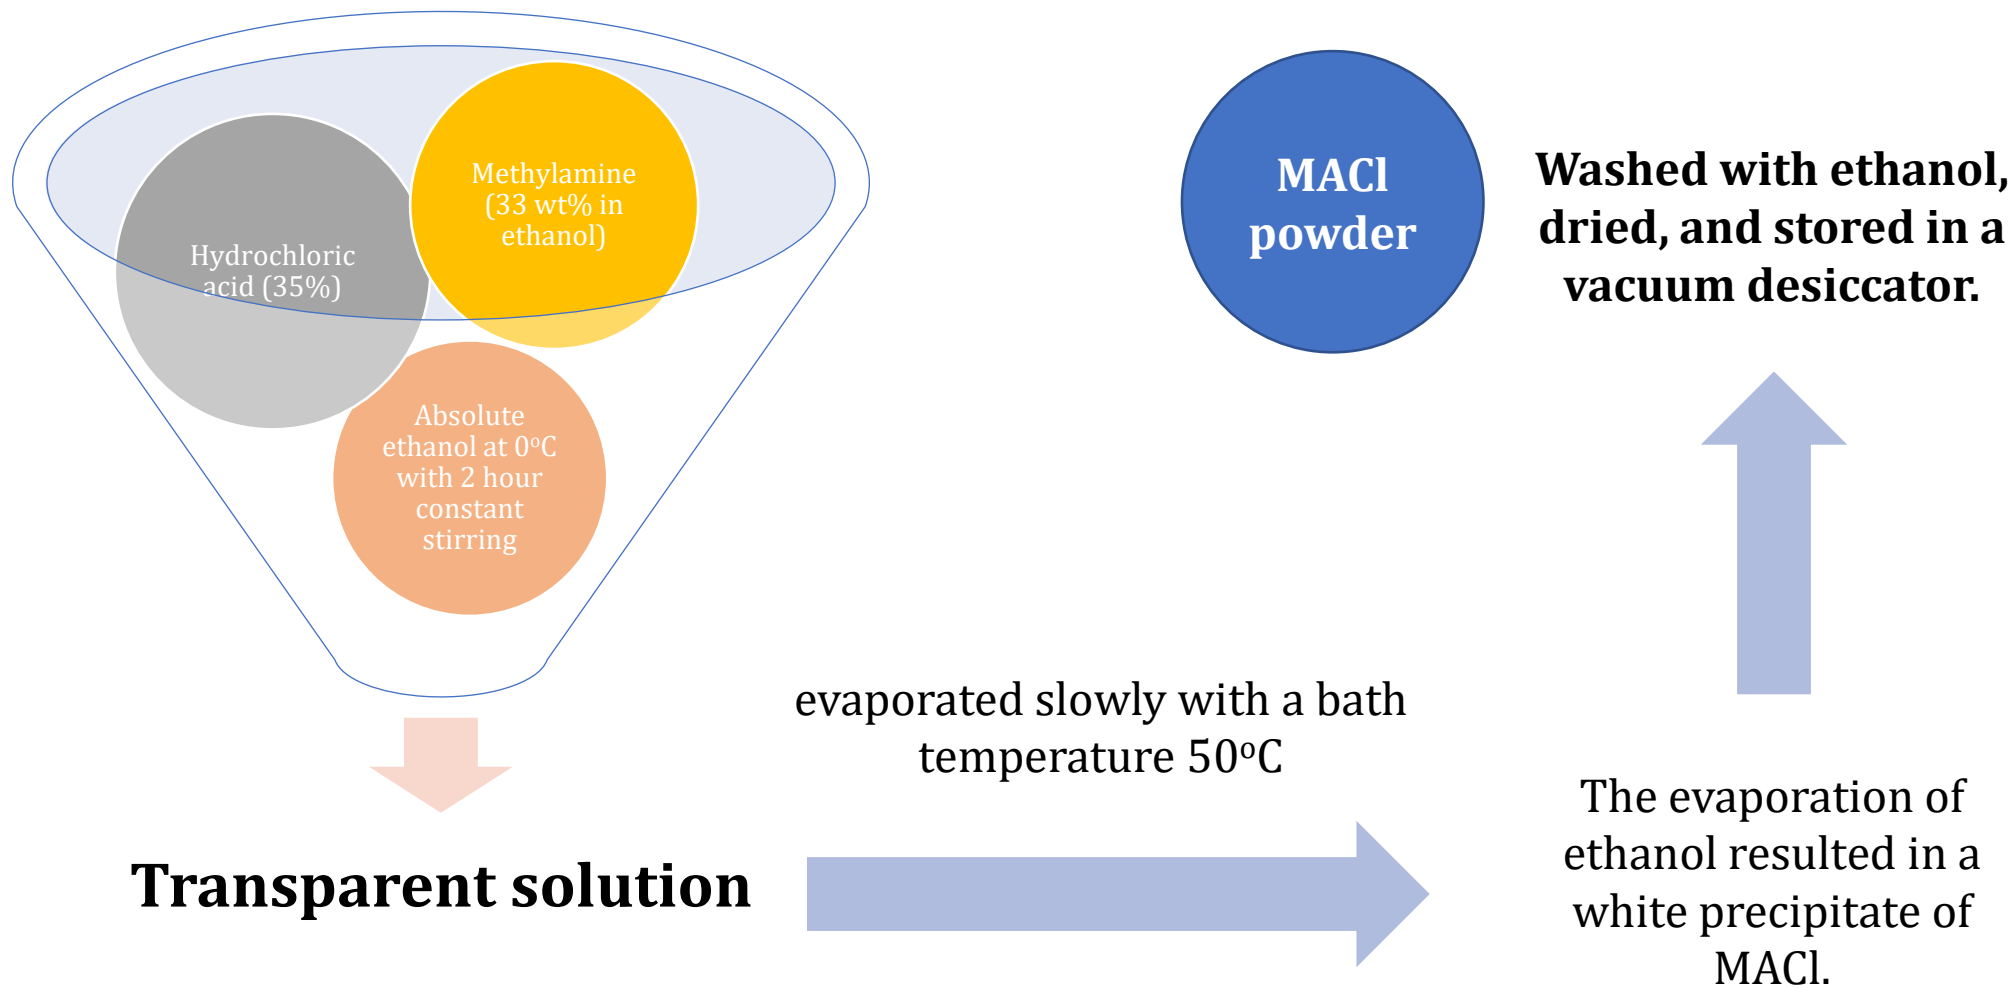 Hydrochloric
acid (35%)
Methylamine
(33 wt% in
ethanol)
Absolute
ethanol at 0°C
with 2 hour
constant
stirring
Transparent solution
evaporated slowly with a bath
temperature 50°C
The evaporation of
ethanol resulted in a
white precipitate of
MACl.
Washed with ethanol,
dried, and stored in a
vacuum desiccator.
MACl
powder